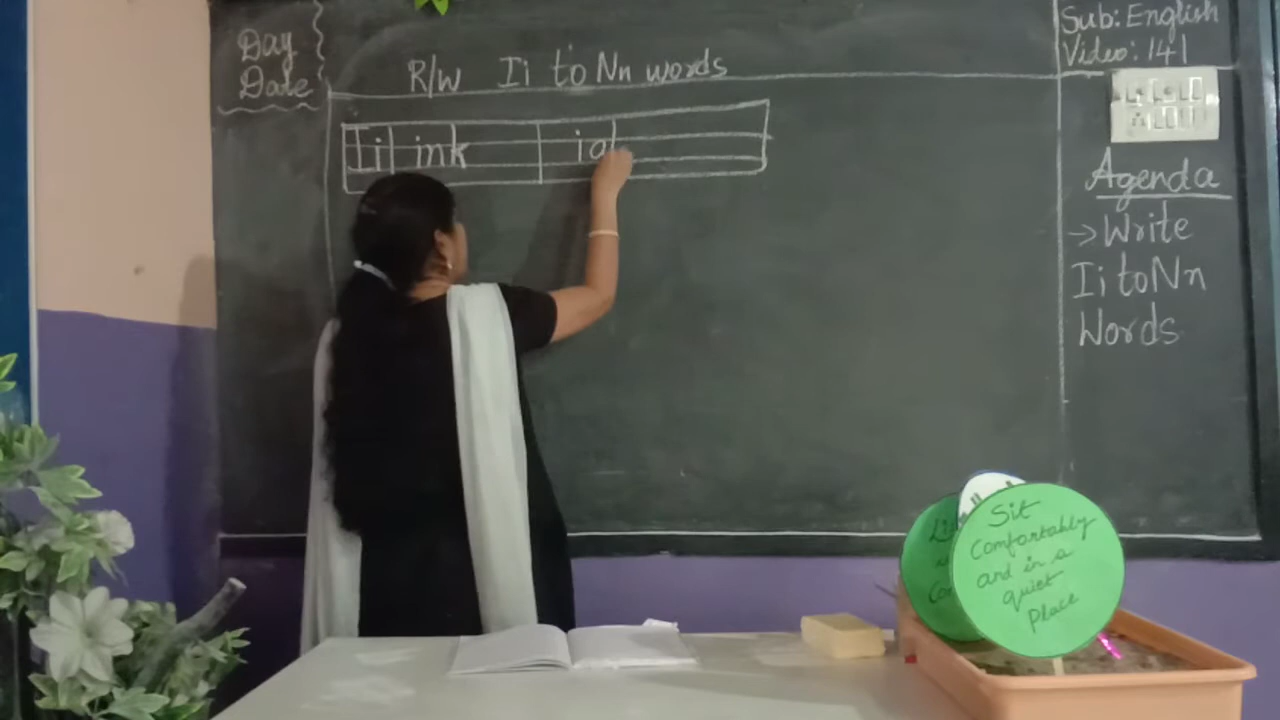 Day
Date
R/w Ii to Nn words
Sub: English
Video: 141
Ii ink
Agenda
→ Write
Ii to Nn
Words
Sit
Comfortably
and in a
quiet
Place